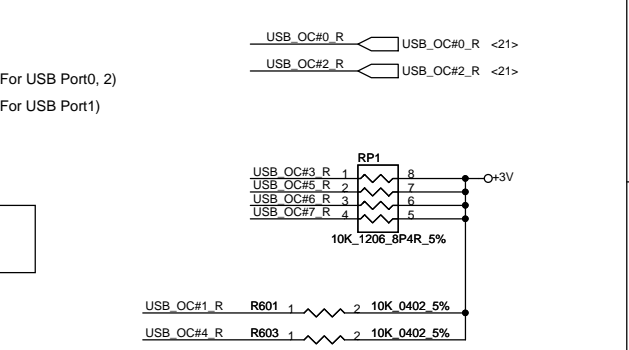 USB_OC#0_R USB_OC#0_R <21>
USB_OC#2_R USB_OC#2_R <21>
For USB Port0, 2)
For USB Port1)
RP1
USB_OC#3_R 1 8 +3V
USB_OC#5_R 2 7
USB_OC#6_R 3 6
USB_OC#7_R 4 5
10K_1206_8P4R_5%
USB_OC#1_R R601 1 2 10K_0402_5%
USB_OC#4_R R603 1 2 10K_0402_5%